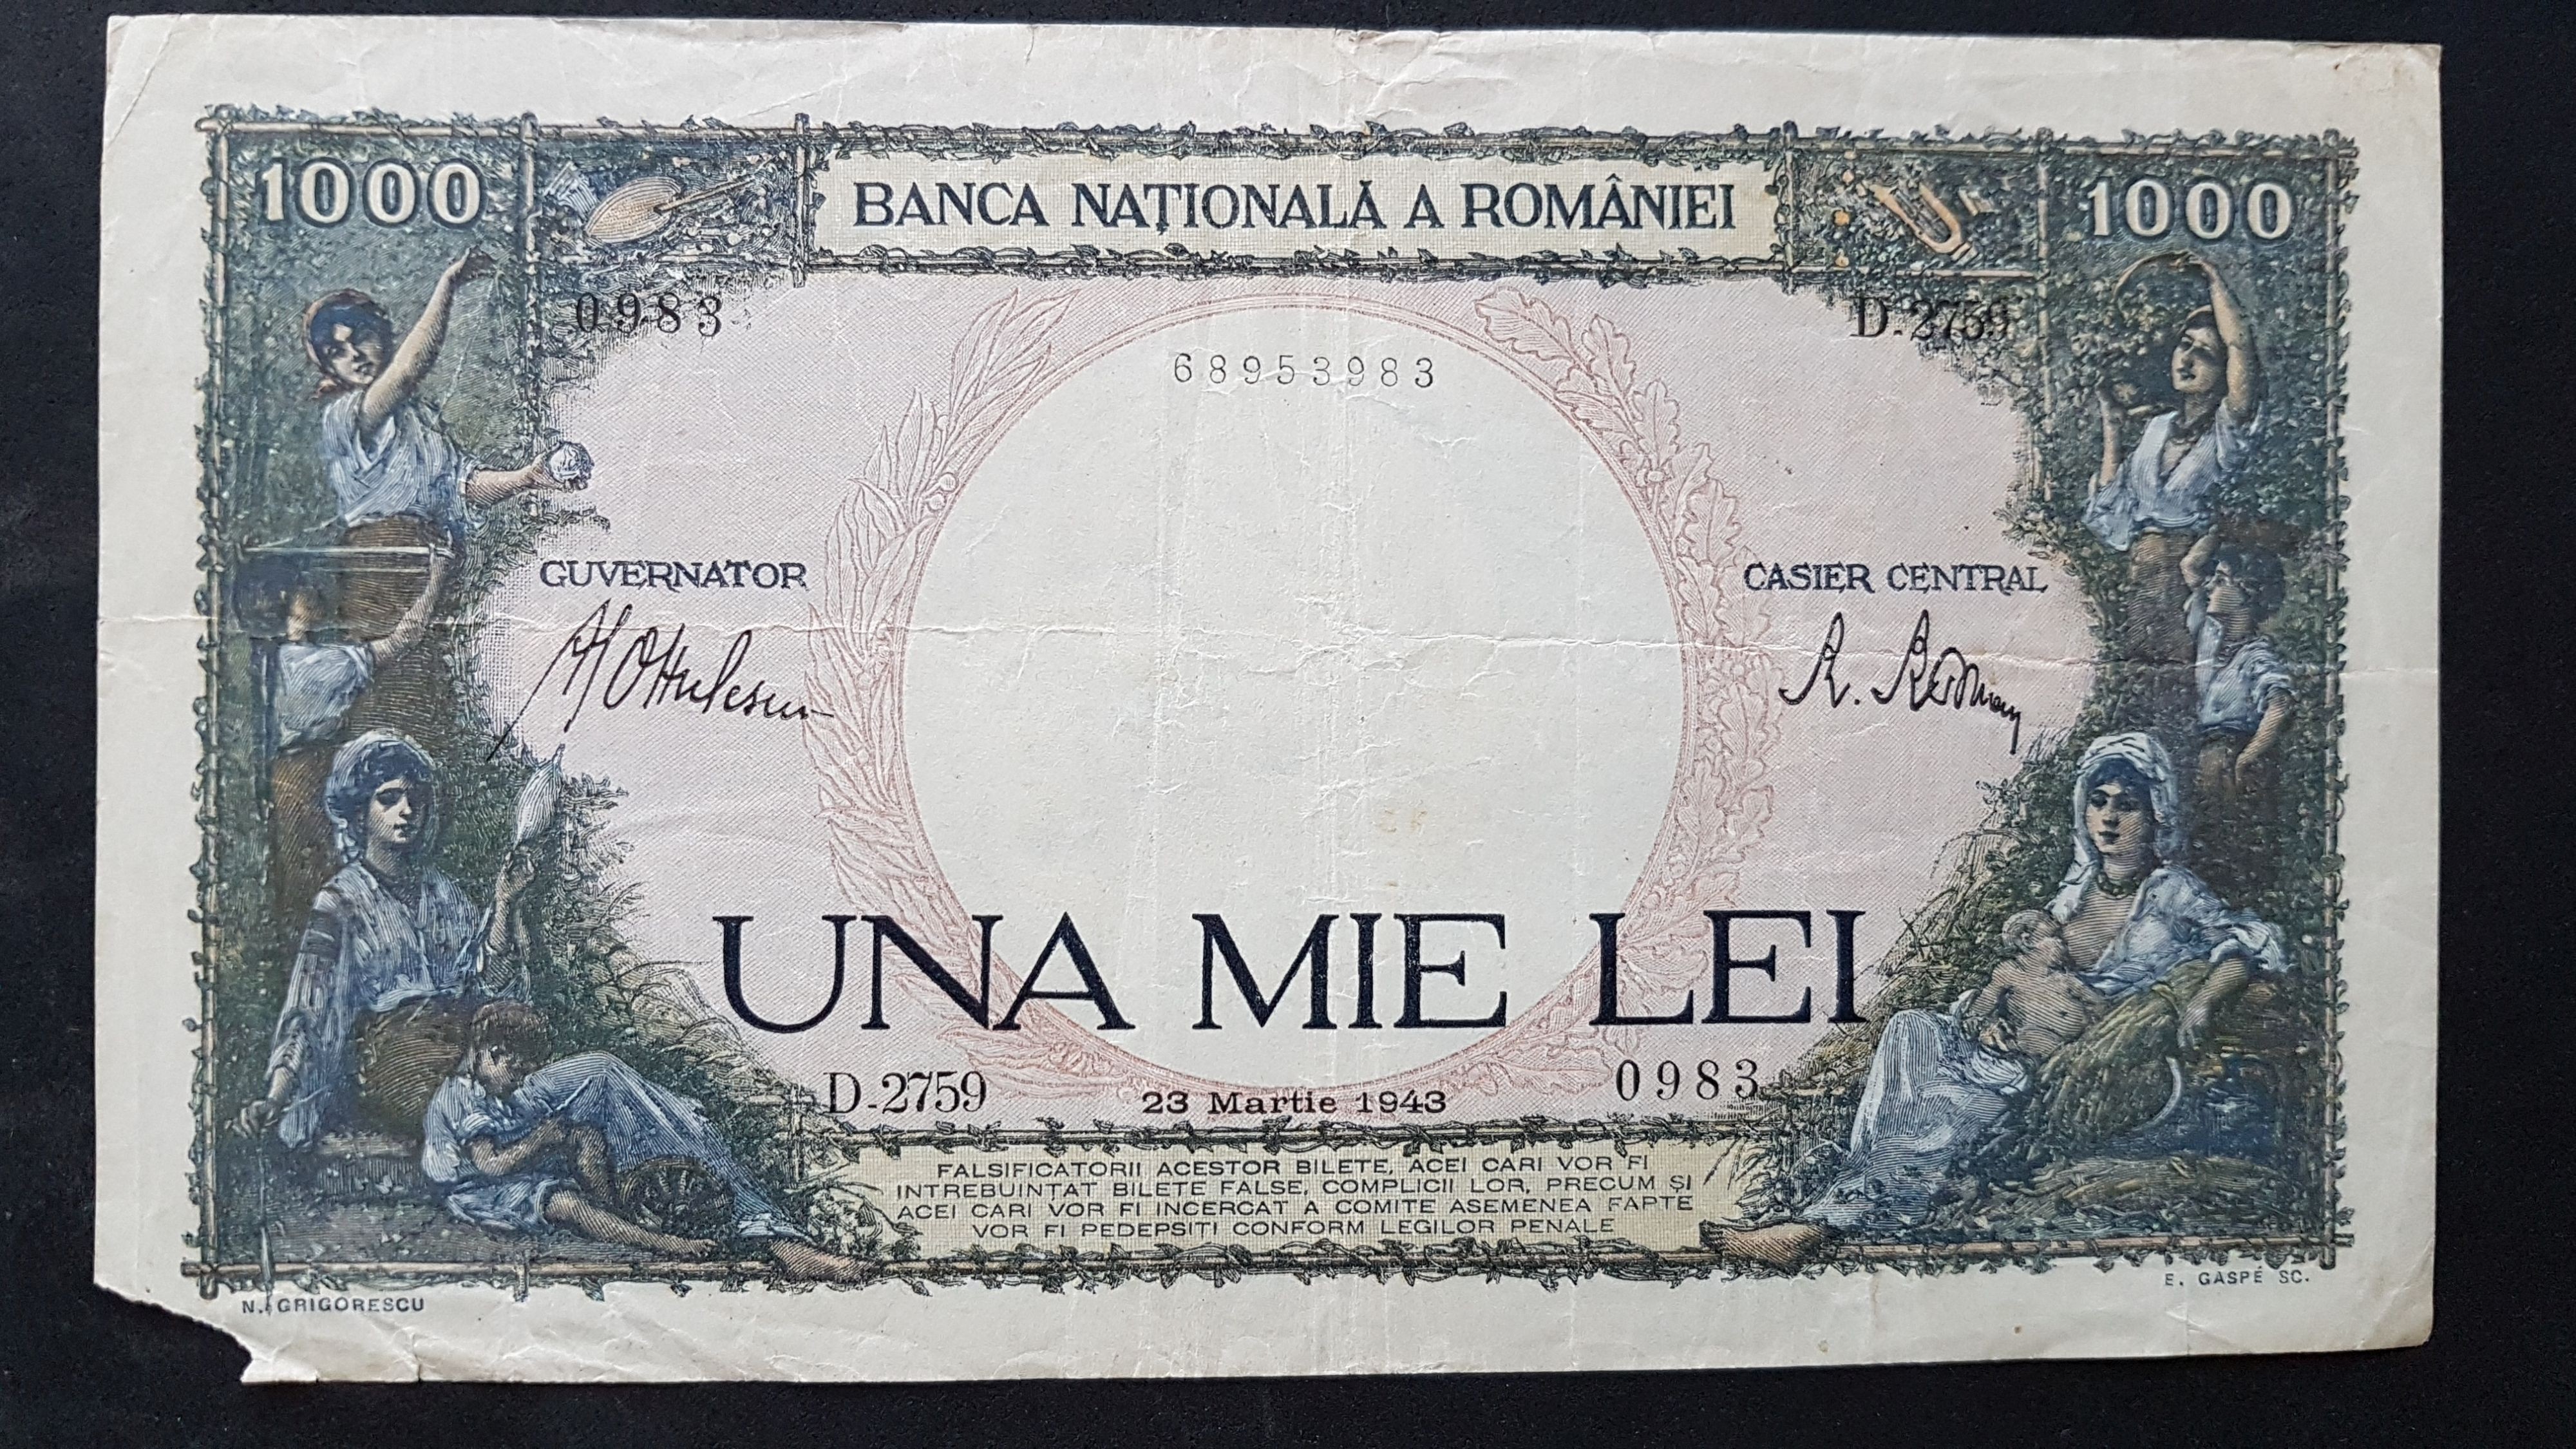 1000
BANCA NAȚIONALĂ A ROMÂNIEI
1000
0983
D.2759
68953983
GUVERNATOR
CASIER CENTRAL
UNA MIE LEI
D.2759
23 Martie 1943
0983
FALSIFICATORII ACESTOR BILETE, ACEI CARI VOR FI
INTREBUINȚAT BILETE FALSE, COMPLICII LOR, PRECUM ȘI
ACEI CARI VOR FI INCERCAT A COMITE ASEMENEA FAPTE
VOR FI PEDEPSITI CONFORM LEGILOR PENALE
N. GRIGORESCU
E. GASPÉ SC.